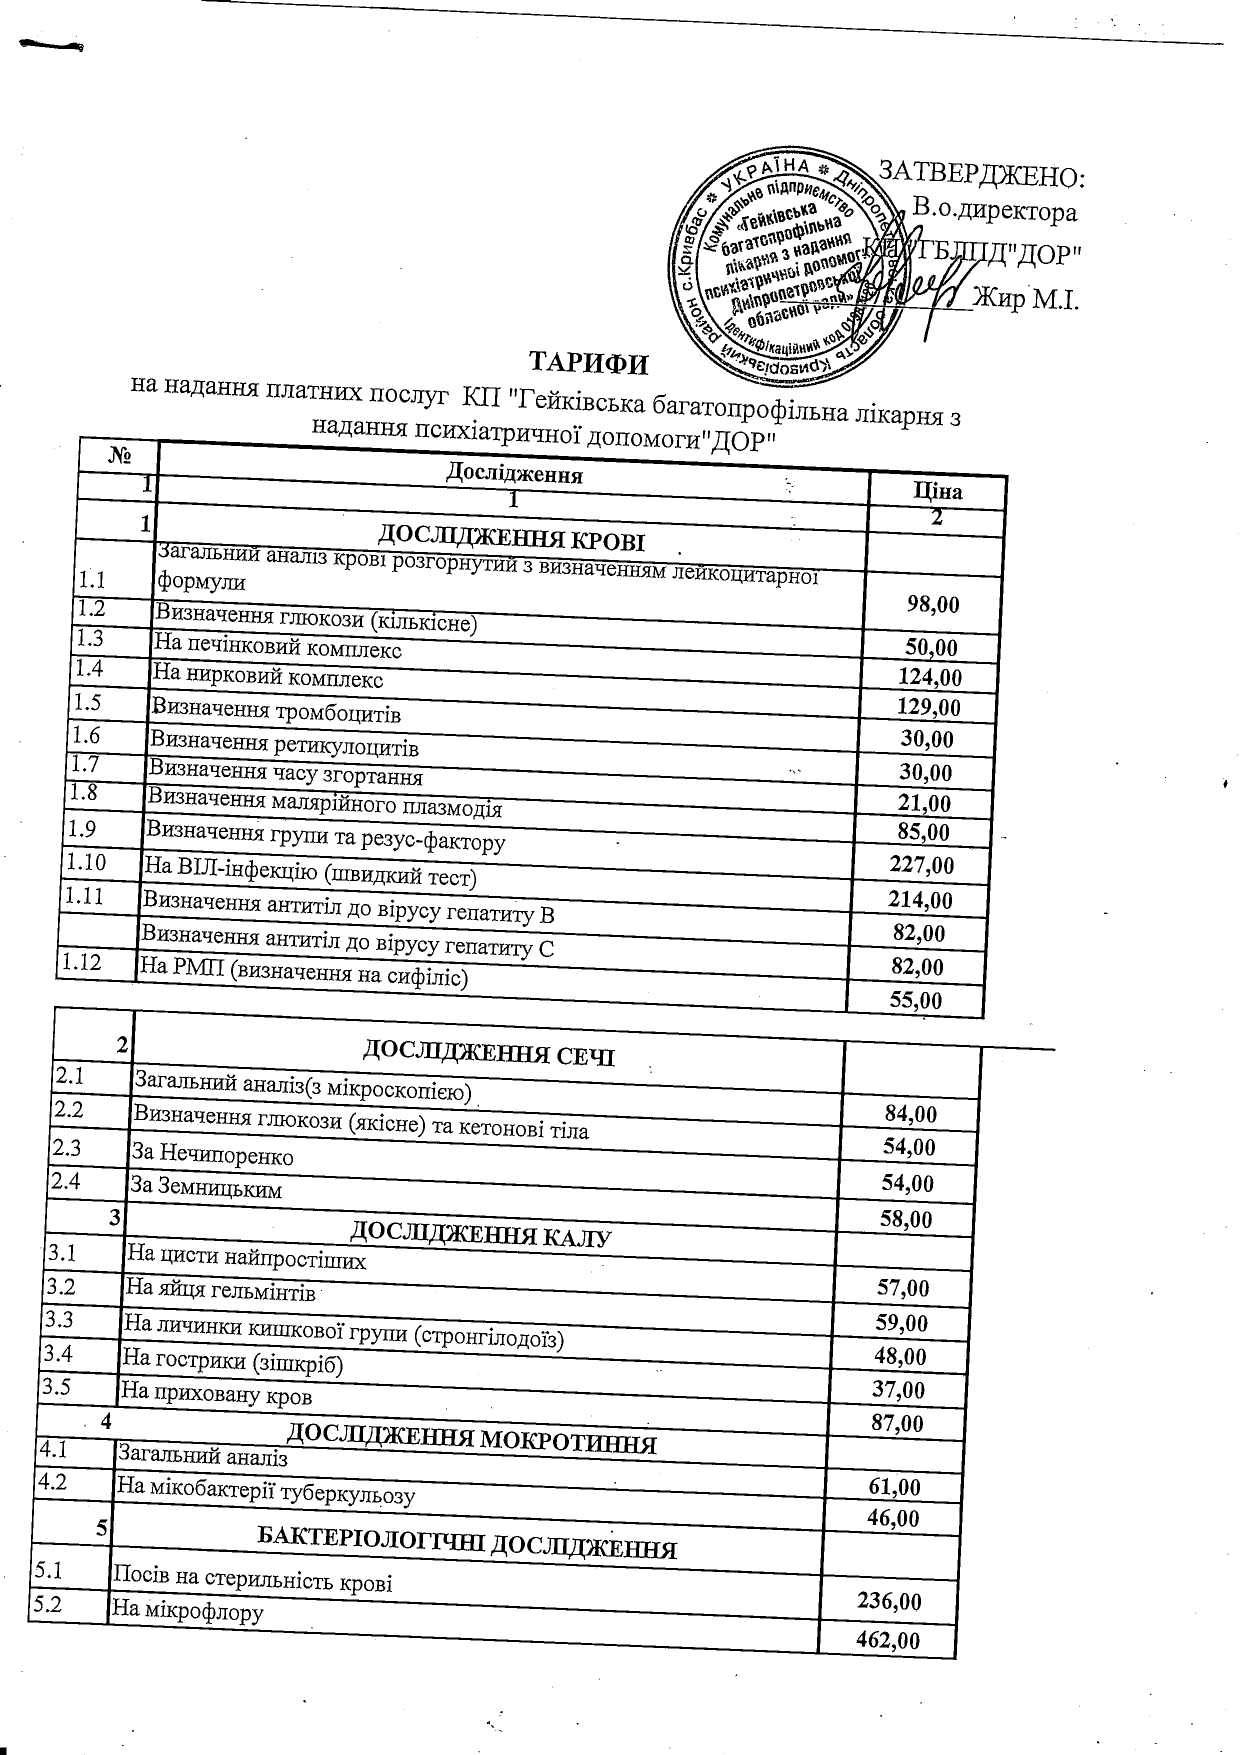 ЗАТВЕРДЖЕНО:
В.о.директора
КП "ГБЛПД"ДОР"
Жир М.І.
УКРАЇНА * Дніпропетровська область Криворізький район с.Кривбас *
Комунальне підприємство
«Гейківська
багатопрофільна
лікарня з надання
психіатричної допомоги»
Дніпропетровської
обласної ради»
Ідентифікаційний код
ТАРИФИ
на надання платних послуг КП "Гейківська багатопрофільна лікарня з
надання психіатричної допомоги"ДОР"
№ Дослідження Ціна
1 1 2
1 ДОСЛІДЖЕННЯ КРОВІ
Загальний аналіз крові розгорнутий з визначенням лейкоцитарної
1.1 формули 98,00
1.2 Визначення глюкози (кількісне) 50,00
1.3 На печінковий комплекс 124,00
1.4 На нирковий комплекс 129,00
1.5 Визначення тромбоцитів 30,00
1.6 Визначення ретикулоцитів 30,00
1.7 Визначення часу згортання 21,00
1.8 Визначення малярійного плазмодія 85,00
1.9 Визначення групи та резус-фактору 227,00
1.10 На ВІЛ-інфекцію (швидкий тест) 214,00
1.11 Визначення антитіл до вірусу гепатиту В 82,00
Визначення антитіл до вірусу гепатиту С 82,00
1.12 На РМП (визначення на сифіліс) 55,00
2 ДОСЛІДЖЕННЯ СЕЧІ
2.1 Загальний аналіз(з мікроскопією) 84,00
2.2 Визначення глюкози (якісне) та кетонові тіла 54,00
2.3 За Нечипоренко 54,00
2.4 За Земницьким 58,00
3 ДОСЛІДЖЕННЯ КАЛУ
3.1 На цисти найпростіших 57,00
3.2 На яйця гельмінтів 59,00
3.3 На личинки кишкової групи (стронгілодоїз) 48,00
3.4 На гострики (зішкріб) 37,00
3.5 На приховану кров 87,00
4 ДОСЛІДЖЕННЯ МОКРОТИННЯ
4.1 Загальний аналіз 61,00
4.2 На мікобактерії туберкульозу 46,00
5 БАКТЕРІОЛОГІЧНІ ДОСЛІДЖЕННЯ
5.1 Посів на стерильність крові 236,00
5.2 На мікрофлору 462,00